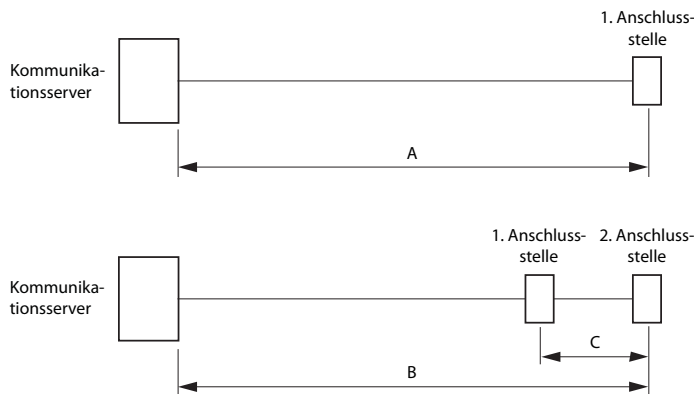 1. Anschluss-
stelle
Kommunika-
tionsserver
A
1. Anschluss-
stelle
2. Anschluss-
stelle
Kommunika-
tionsserver
C
B